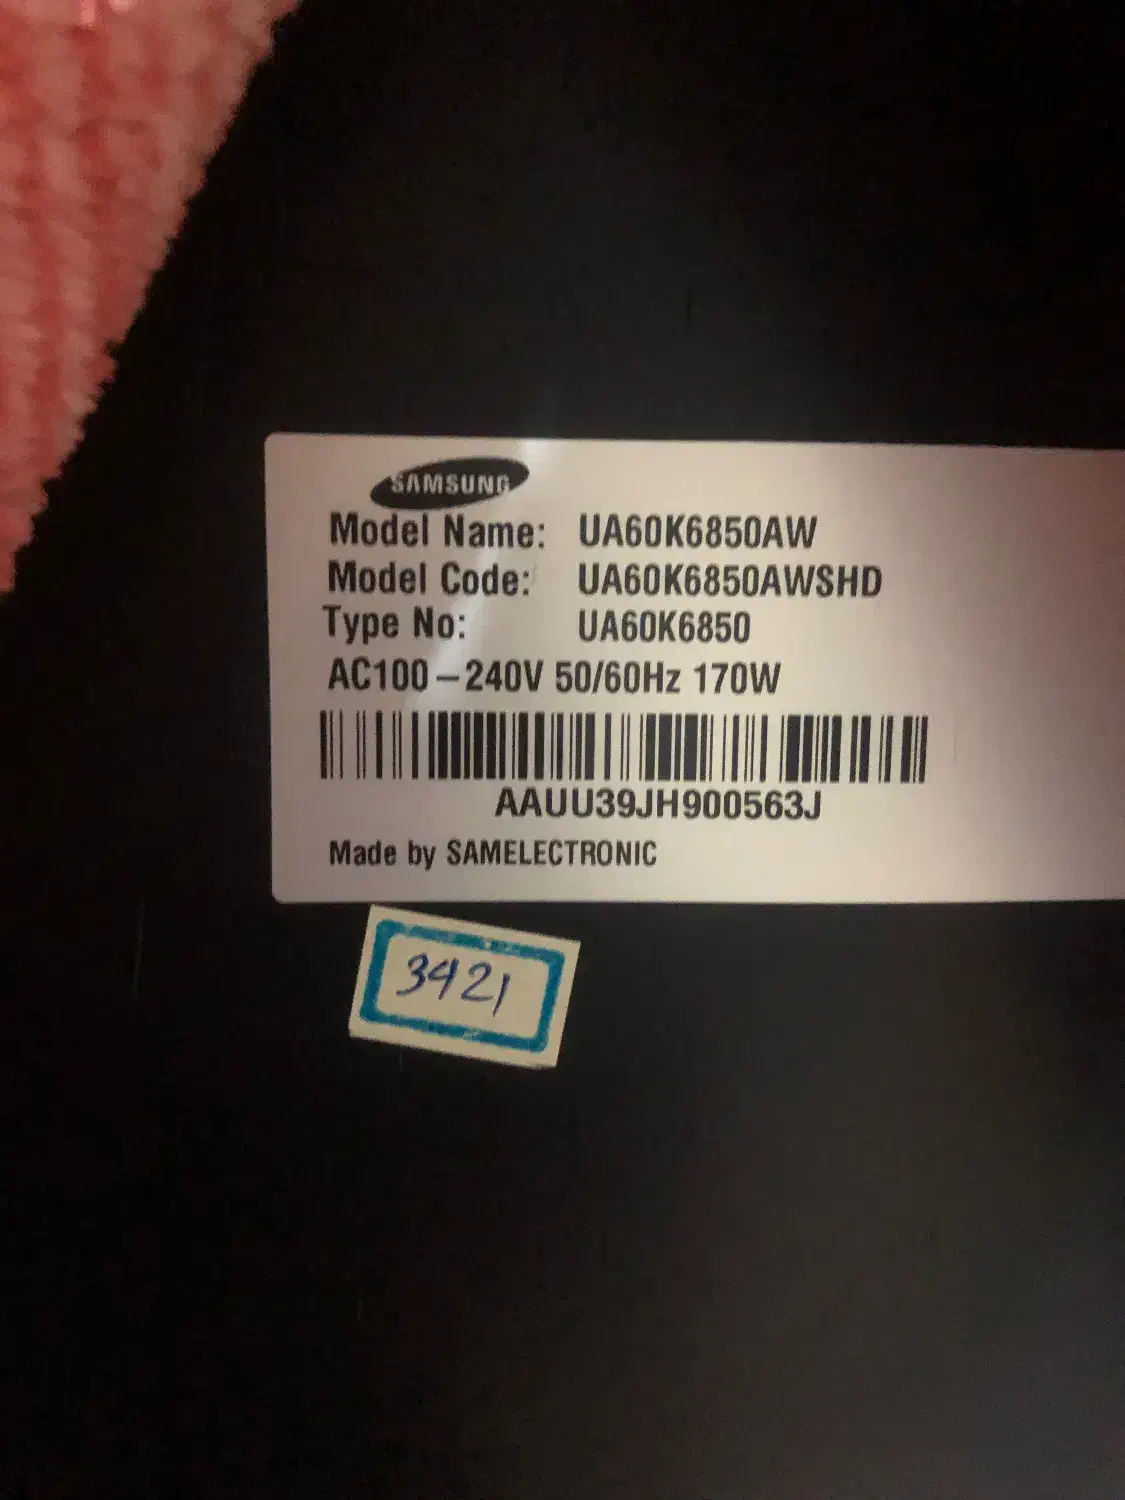 SAMSUNG
Model Name: UA60K6850AW
Model Code: UA60K6850AWSHD
Type No: UA60K6850
AC100-240V 50/60Hz 170W
AAUU39JH900563J
Made by SAMELECTRONIC
3421